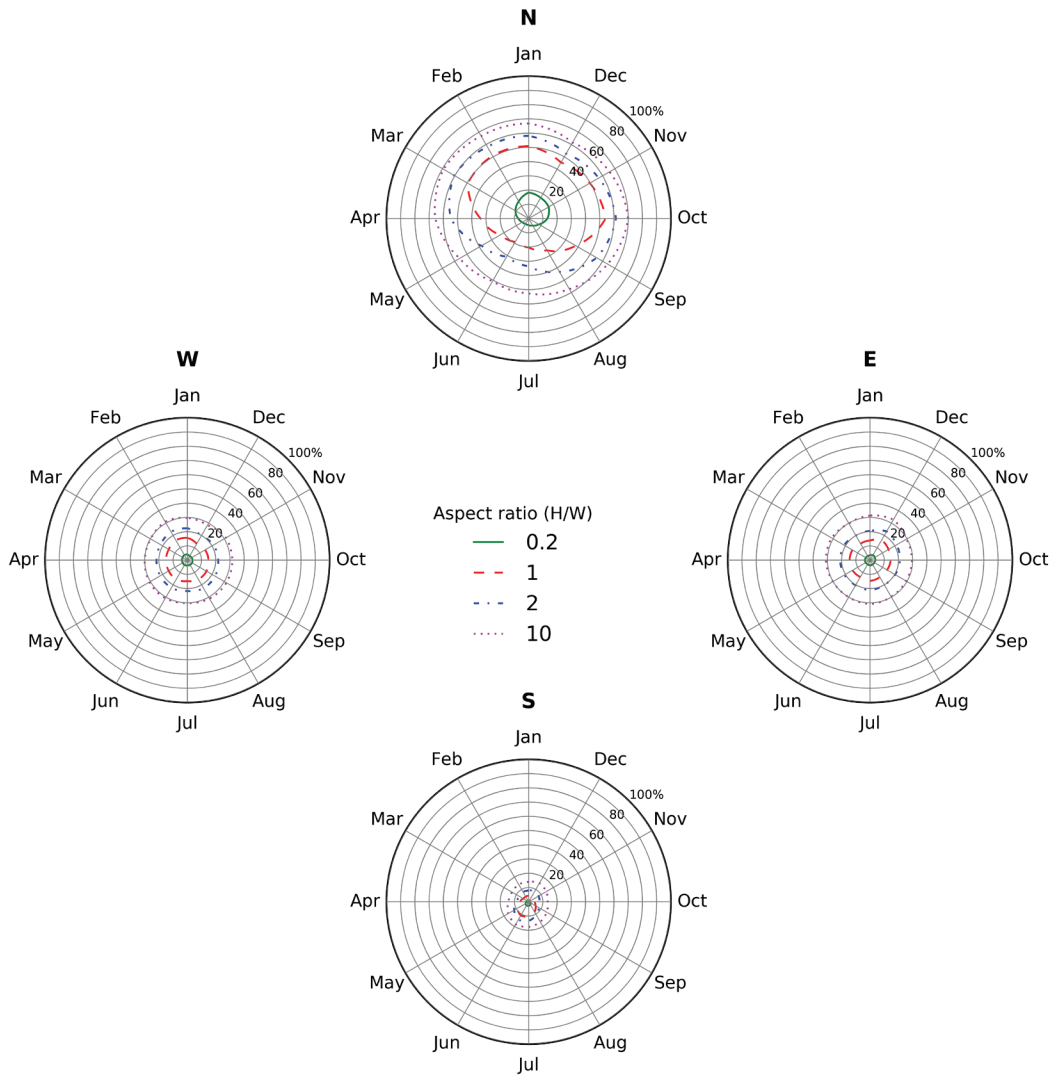 N
Jan
Feb
Dec
100%
Mar
80
Nov
60
40
20
Apr
Oct
May
Sep
Jun
Aug
Jul
W
Jan
Feb
Dec
100%
Mar
80
Nov
60
40
20
Apr
Oct
May
Sep
Jun
Aug
Jul
E
Jan
Feb
Dec
100%
Mar
80
Nov
60
40
20
Apr
Oct
May
Sep
Jun
Aug
Jul
Aspect ratio (H/W)
0.2
1
2
10
S
Jan
Feb
Dec
100%
Mar
80
Nov
60
40
20
Apr
Oct
May
Sep
Jun
Aug
Jul